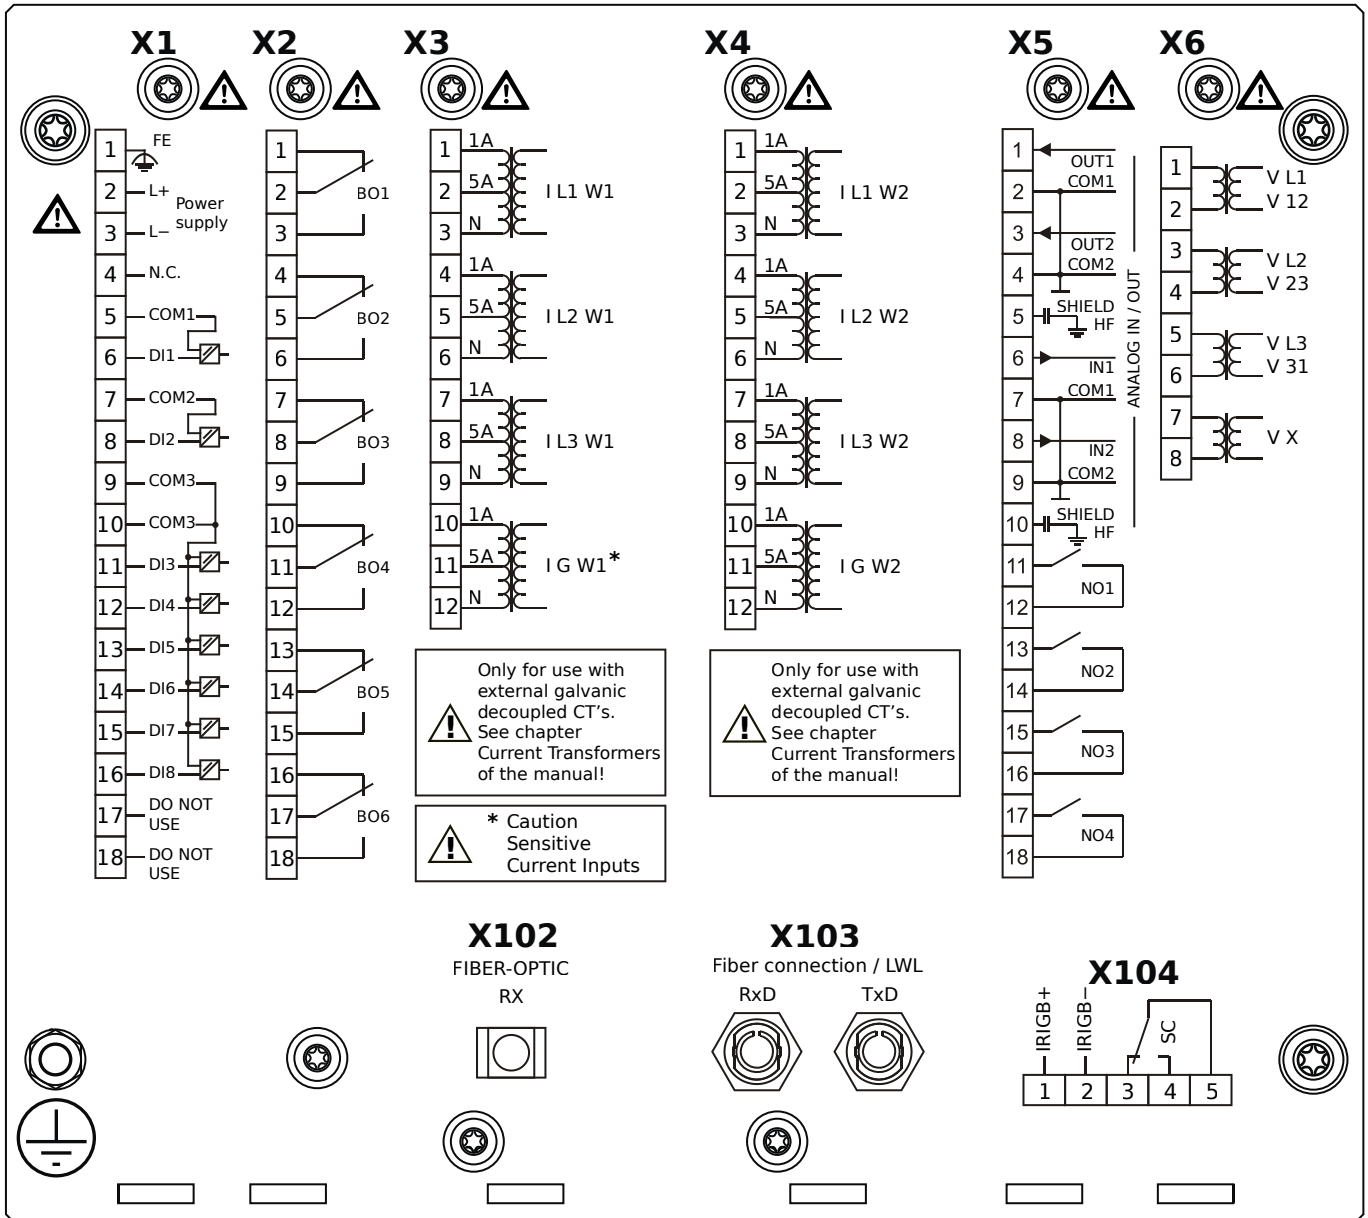 X1
1
FE
2
L+
Power
supply
3
L−
4
N.C.
5
COM1
6
DI1
7
COM2
8
DI2
9
COM3
10
COM3
11
DI3
12
DI4
13
DI5
14
DI6
15
DI7
16
DI8
17
DO NOT
USE
18
DO NOT
USE
X2
1
2
BO1
3
4
5
BO2
6
7
8
BO3
9
10
11
BO4
12
13
14
BO5
15
16
17
BO6
18
X3
1
1A
2
5A
I L1 W1
3
N
4
1A
5
5A
I L2 W1
6
N
7
1A
8
5A
I L3 W1
9
N
10
1A
11
5A
I G W1*
12
N
Only for use with
external galvanic
decoupled CT's.
See chapter
Current Transformers
of the manual!
* Caution
Sensitive
Current Inputs
X4
1
1A
2
5A
I L1 W2
3
N
4
1A
5
5A
I L2 W2
6
N
7
1A
8
5A
I L3 W2
9
N
10
1A
11
5A
I G W2
12
N
Only for use with
external galvanic
decoupled CT's.
See chapter
Current Transformers
of the manual!
X5
1
OUT1
2
COM1
3
OUT2
4
COM2
5
SHIELD
HF
6
IN1
7
COM1
8
IN2
9
COM2
10
SHIELD
HF
ANALOG IN / OUT
11
NO1
12
13
NO2
14
15
NO3
16
17
NO4
18
X6
1
V L1
2
V 12
3
V L2
4
V 23
5
V L3
6
V 31
7
V X
8
X102
FIBER-OPTIC
RX
X103
Fiber connection / LWL
RxD TxD
X104
IRIGB+
IRIGB−
SC
1 2 3 4 5